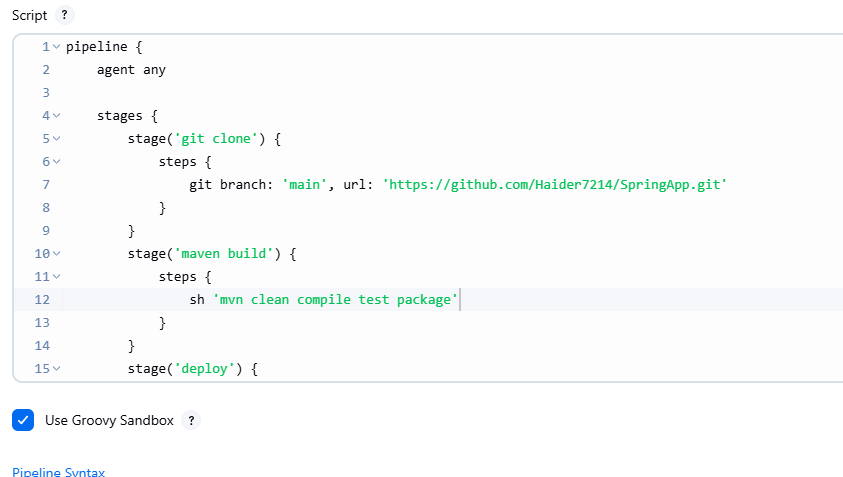 Script ?
1 pipeline {
2     agent any
3
4     stages {
5         stage('git clone') {
6             steps {
7                 git branch: 'main', url: 'https://github.com/Haider7214/SpringApp.git'
8             }
9         }
10         stage('maven build') {
11             steps {
12                 sh 'mvn clean compile test package'
13             }
14         }
15         stage('deploy') {
Use Groovy Sandbox ?
Pipeline Syntax